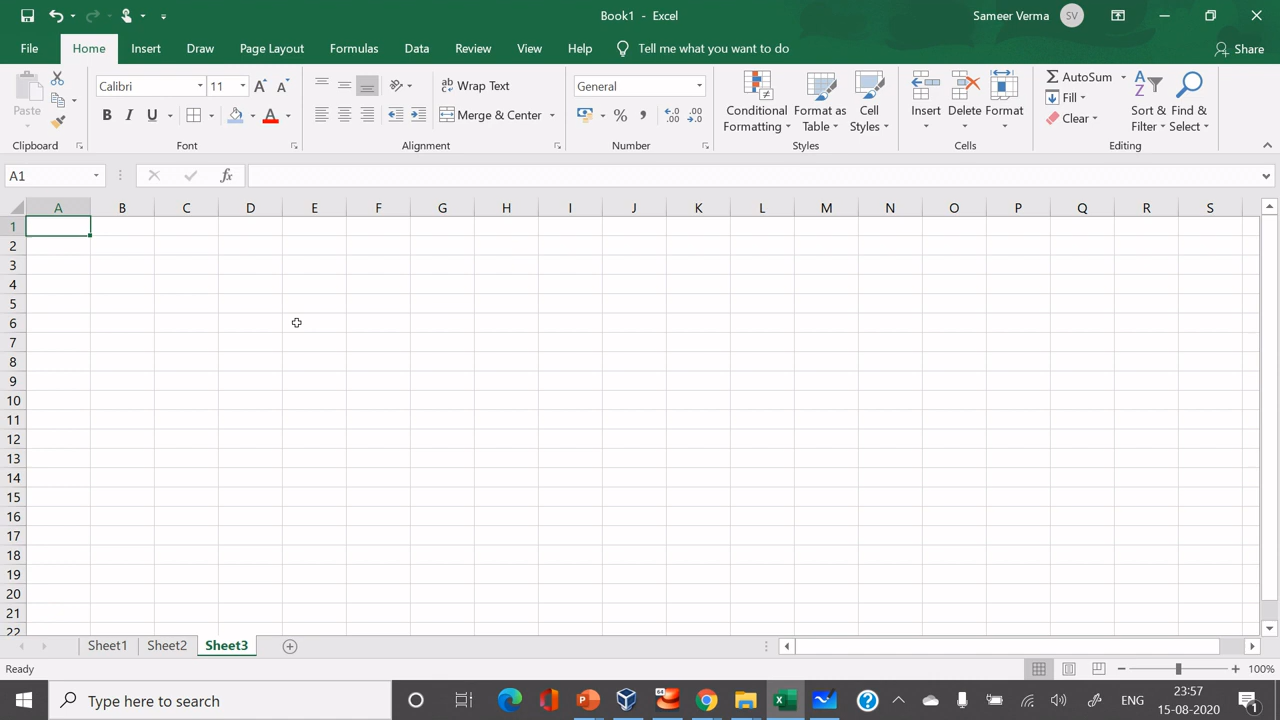 Book1 - Excel
Sameer Verma SV
File Home Insert Draw Page Layout Formulas Data Review View Help Tell me what you want to do Share
Paste
Clipboard
Calibri 11
B I U A
Font
Wrap Text
Merge & Center
Alignment
General
% ,
Number
Conditional Formatting
Format as Table
Cell Styles
Styles
Insert Delete Format
Cells
AutoSum
Fill
Clear
Sort & Filter
Find & Select
Editing
A1 fx
A B C D E F G H I J K L M N O P Q R S
1
2
3
4
5
6
7
8
9
10
11
12
13
14
15
16
17
18
19
20
21
22
Sheet1 Sheet2 Sheet3
Ready 100%
Type here to search
64
ENG
23:57
15-08-2020
1